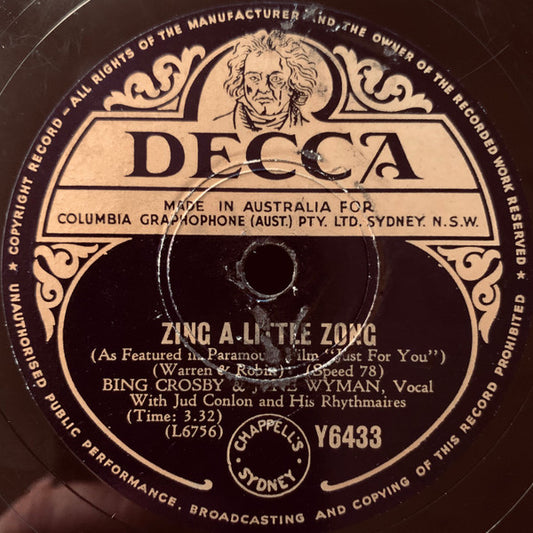 ★ COPYRIGHT RECORD - ALL RIGHTS OF THE MANUFACTURER AND THE OWNER OF THE RECORDED WORK RESERVED ★
DECCA
MADE IN AUSTRALIA FOR
COLUMBIA GRAPHOPHONE (AUST.) PTY. LTD. SYDNEY. N.S.W.
ZING A-LITTLE ZONG
(As Featured in Paramount Film "Just For You")
(Warren & Robin) (Speed 78)
BING CROSBY & JANE WYMAN, Vocal
With Jud Conlon and His Rhythmaires
(Time: 3.32)
(L6756)
CHAPPELL'S
SYDNEY
Y6433
UNAUTHORISED PUBLIC PERFORMANCE, BROADCASTING AND COPYING OF THIS RECORD PROHIBITED